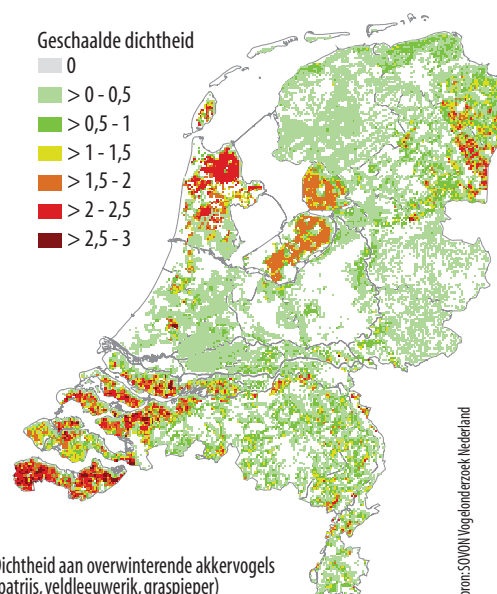 Geschaalde dichtheid
0
> 0 - 0,5
> 0,5 - 1
> 1 - 1,5
> 1,5 - 2
> 2 - 2,5
> 2,5 - 3
Dichtheid aan overwinterende akkervogels
(patrijs, veldleeuwerik, graspieper)
bron: SOVON Vogelonderzoek Nederland